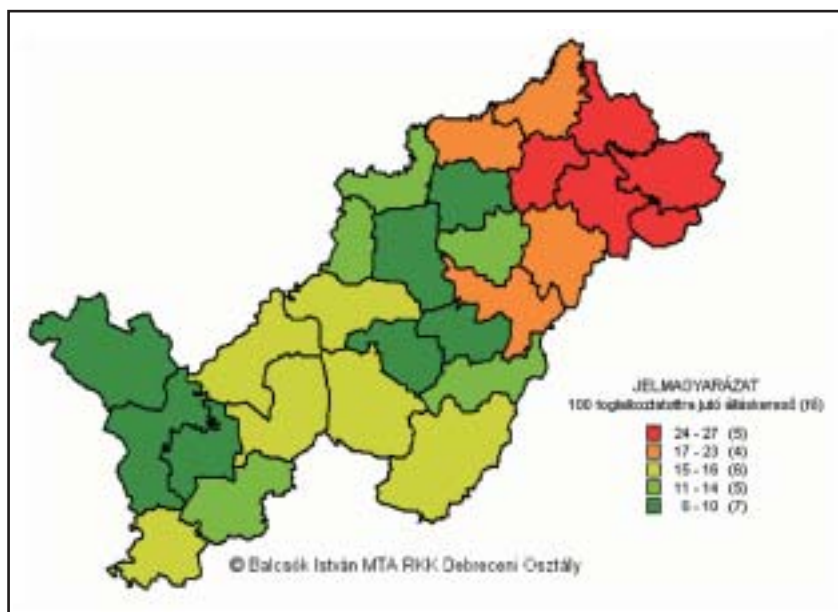 JELMAGYARÁZAT
100 foglalkoztatottra jutó álláskereső (fő)
24 - 27 (5)
17 - 23 (4)
15 - 16 (6)
11 - 14 (5)
6 - 10 (7)
© Balcsók István MTA RKK Debreceni Osztály